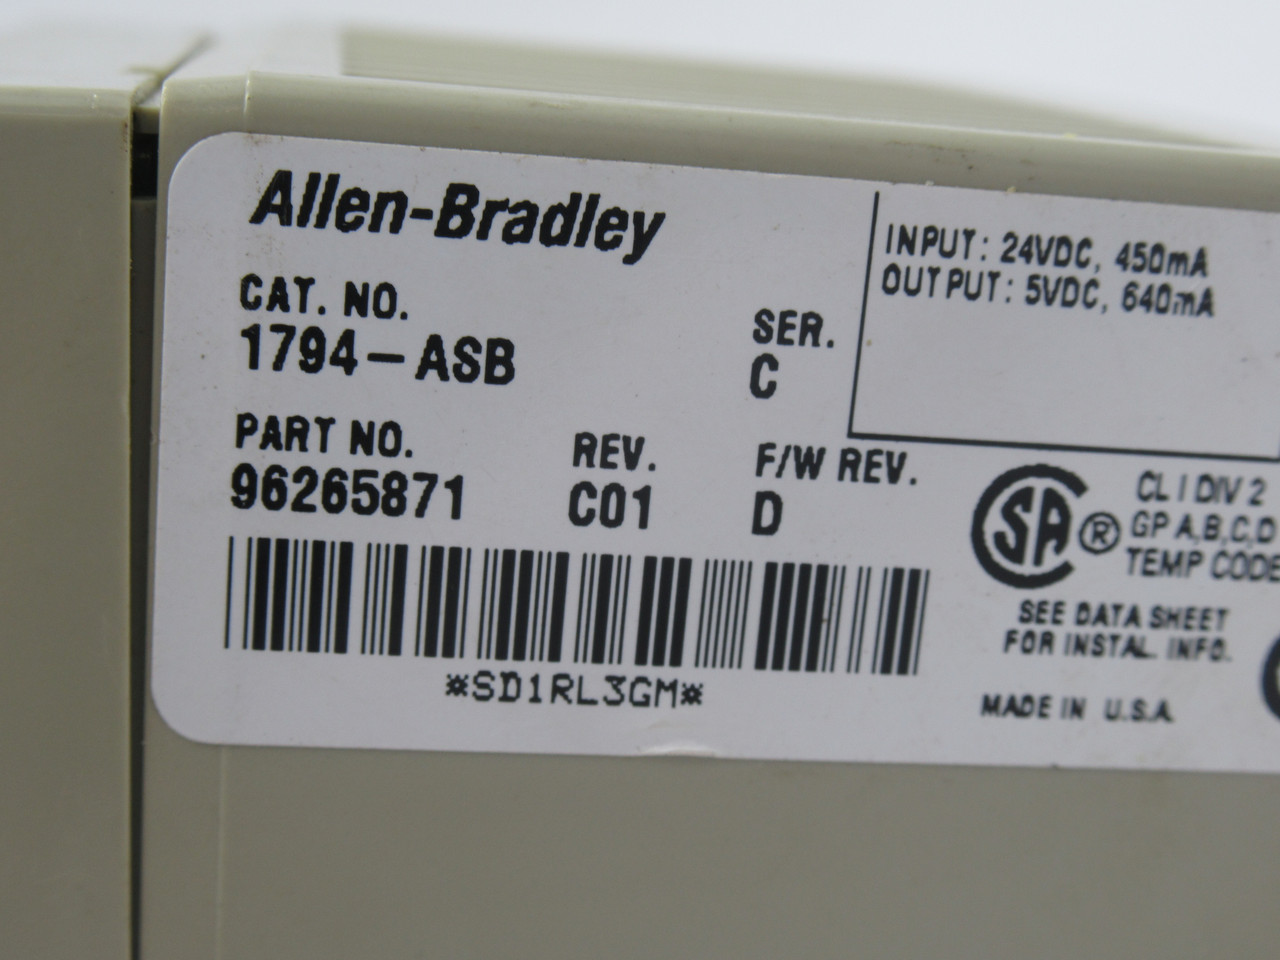 Allen-Bradley
CAT. NO.
1794-ASB
SER.
C
PART NO.
96265871
REV.
C01
F/W REV.
D
*SD1RL3GM*
INPUT: 24VDC, 450mA
OUTPUT: 5VDC, 640mA
SA ®
CL I DIV 2
GP A,B,C,D
TEMP CODE
SEE DATA SHEET
FOR INSTAL. INFO.
MADE IN U.S.A.